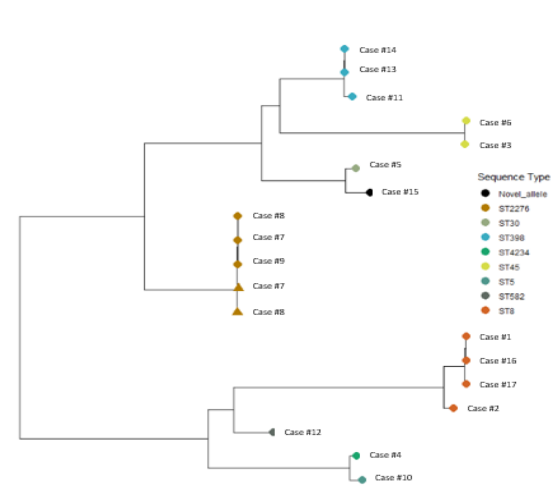 Case #14
Case #13
Case #11
Case #6
Case #3
Case #5
Case #15
Case #8
Case #7
Case #9
Case #7
Case #8
Case #1
Case #16
Case #17
Case #2
Case #12
Case #4
Case #10
Sequence Type
Novel_allele
ST2276
ST30
ST398
ST4234
ST45
ST5
ST582
ST8